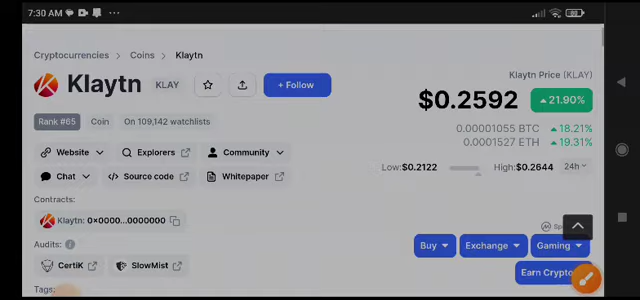 7:30 AM
Cryptocurrencies > Coins > Klaytn
Klaytn KLAY + Follow
Rank #65 Coin On 109,142 watchlists
Website Explorers Community
Chat Source code Whitepaper
Contracts:
Klaytn: 0x0000...0000000
Audits:
CertiK SlowMist
Tags:
Klaytn Price (KLAY)
$0.2592 21.90%
0.00001055 BTC 18.21%
0.0001527 ETH 19.31%
Low:$0.2122 High:$0.2644 24h
Buy Exchange Gaming
Earn Crypto